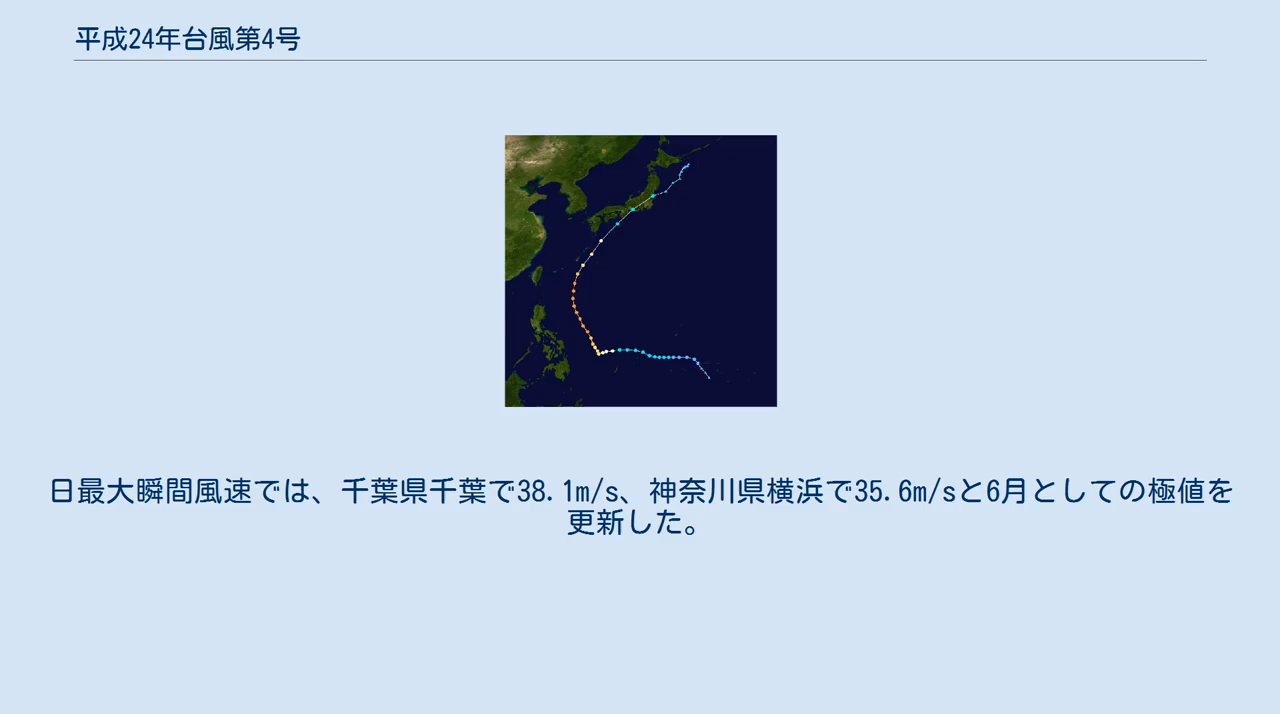 平成24年台風第4号
日最大瞬間風速では、千葉県千葉で38.1m/s、神奈川県横浜で35.6m/sと6月としての極値を
更新した。